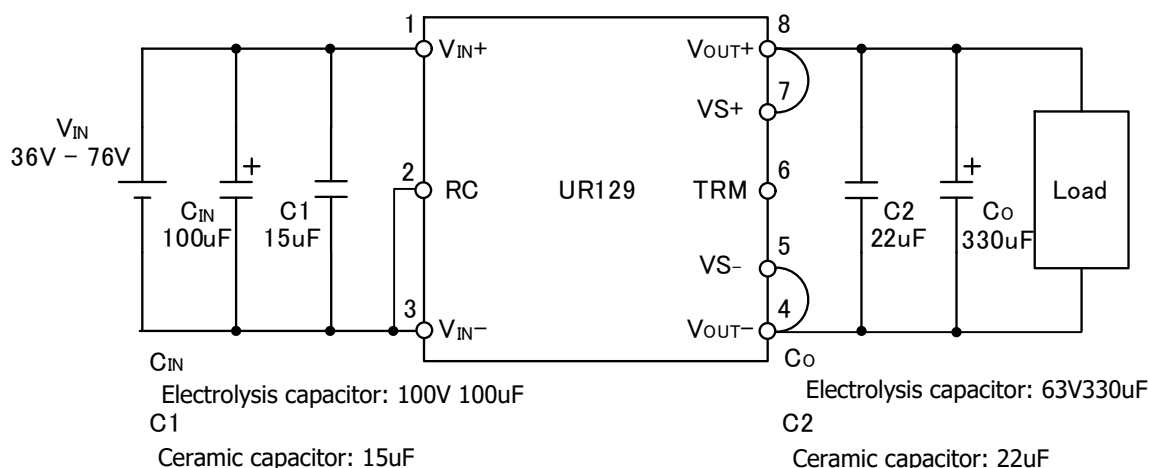 1
8
VIN+
VOUT+
7
VS+
VIN
36V – 76V
2
RC
UR129
6
TRM
+
CIN
100uF
C1
15uF
C2
22uF
+
CO
330uF
Load
5
VS-
3
VIN-
4
VOUT-
CIN
Electrolysis capacitor: 100V 100uF
C1
Ceramic capacitor: 15uF
CO
Electrolysis capacitor: 63V330uF
C2
Ceramic capacitor: 22uF